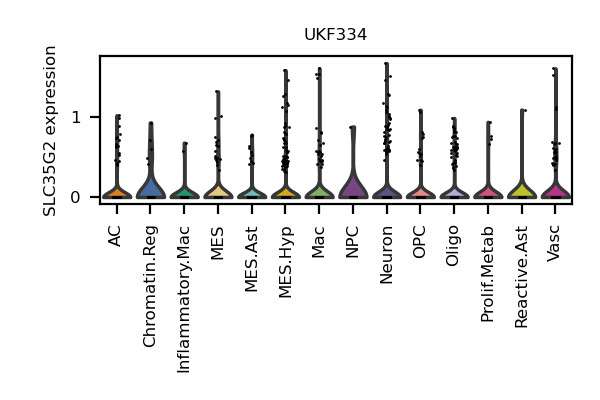 UKF334
SLC35G2 expression
1
0
AC
Chromatin.Reg
Inflammatory.Mac
MES
MES.Ast
MES.Hyp
Mac
NPC
Neuron
OPC
Oligo
Prolif.Metab
Reactive.Ast
Vasc